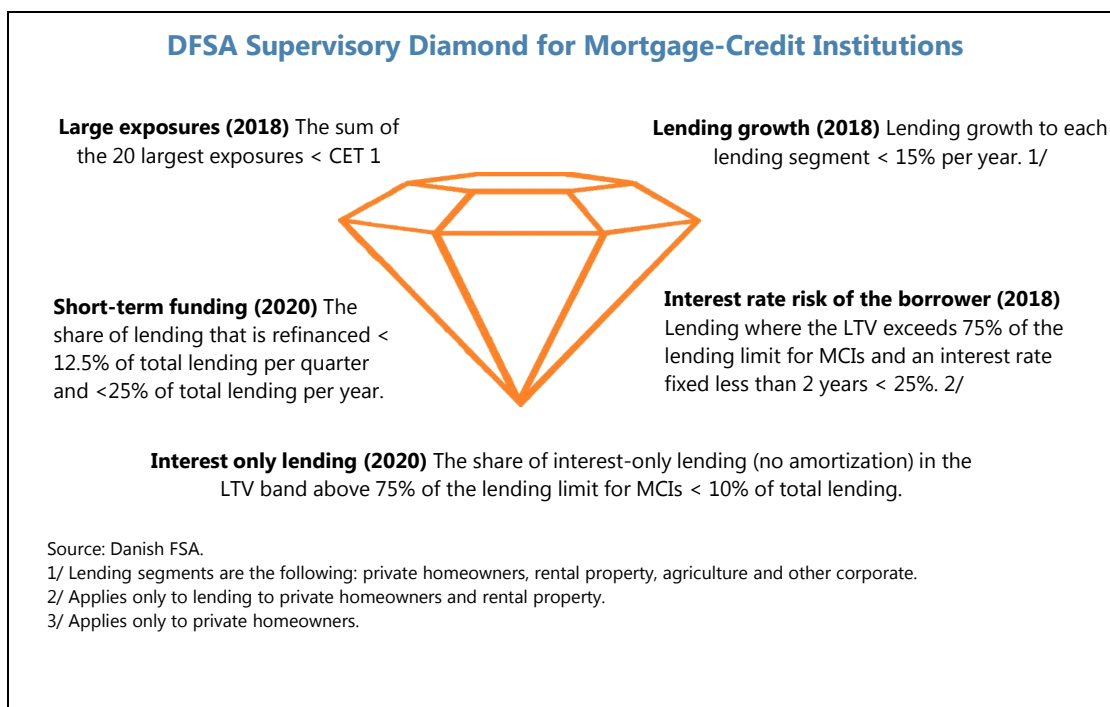 DFSA Supervisory Diamond for Mortgage-Credit Institutions
Large exposures (2018) The sum of
the 20 largest exposures < CET 1
Lending growth (2018) Lending growth to each
lending segment < 15% per year. 1/
Short-term funding (2020) The
share of lending that is refinanced <
12.5% of total lending per quarter
and <25% of total lending per year.
Interest rate risk of the borrower (2018)
Lending where the LTV exceeds 75% of the
lending limit for MCIs and an interest rate
fixed less than 2 years < 25%. 2/
Interest only lending (2020) The share of interest-only lending (no amortization) in the
LTV band above 75% of the lending limit for MCIs < 10% of total lending.
Source: Danish FSA.
1/ Lending segments are the following: private homeowners, rental property, agriculture and other corporate.
2/ Applies only to lending to private homeowners and rental property.
3/ Applies only to private homeowners.